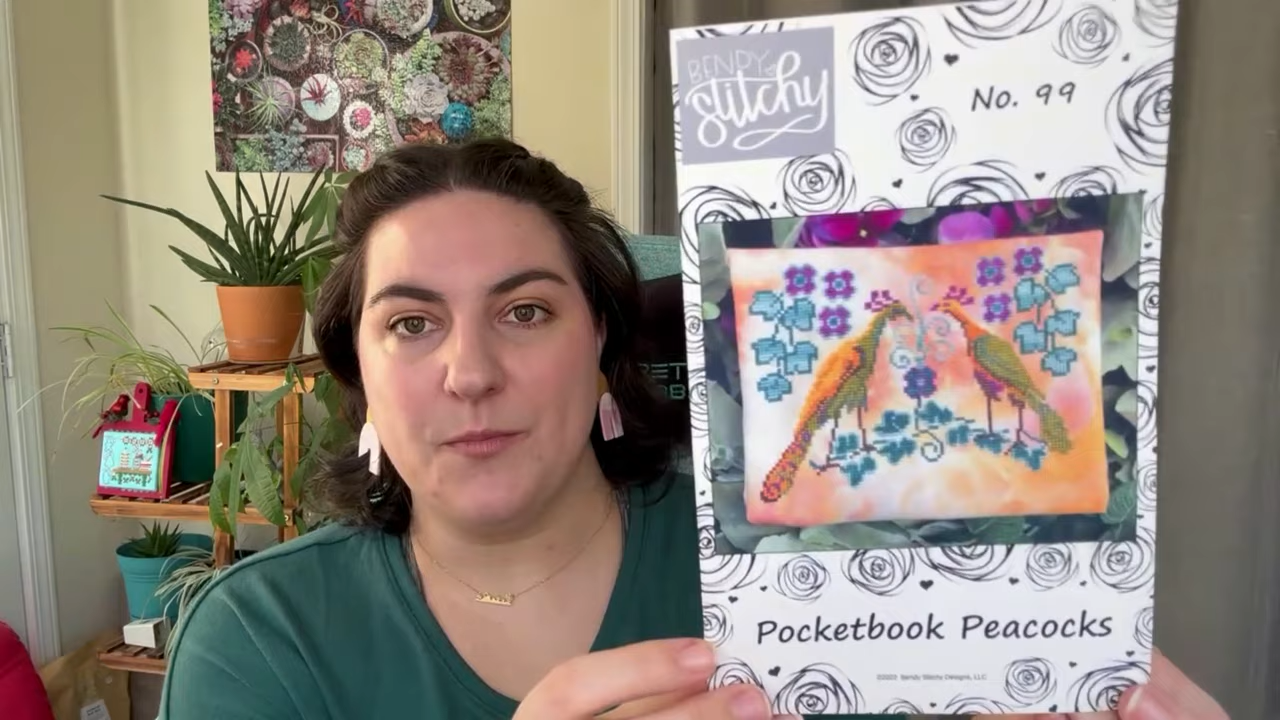 BENDY
Stitchy
No. 99
Pocketbook Peacocks
©2023 Bendy Stitchy Designs, LLC